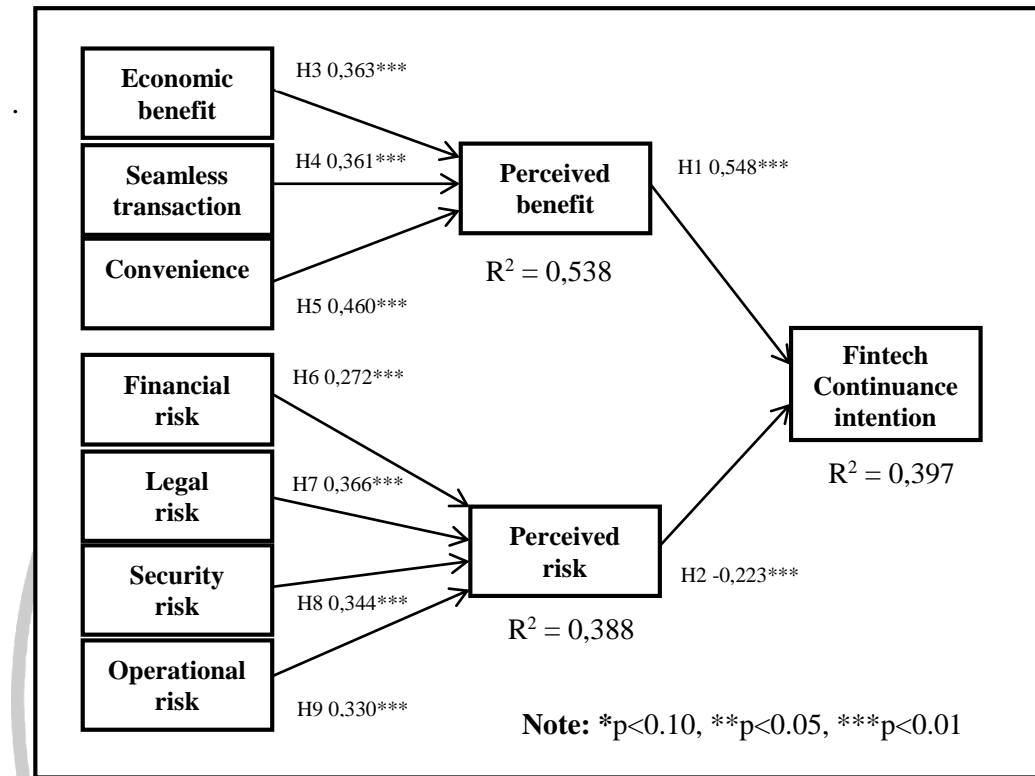 Economic
benefit
H3 0,363***
Seamless
transaction
H4 0,361***
Convenience
H5 0,460***
Perceived
benefit
R² = 0,538
H1 0,548***
Financial
risk
H6 0,272***
Legal
risk
H7 0,366***
Security
risk
H8 0,344***
Operational
risk
H9 0.330***
Perceived
risk
R² = 0,388
H2 -0,223***
Fintech
Continuance
intention
R² = 0,397
Note: *p<0.10, **p<0.05, ***p<0.01